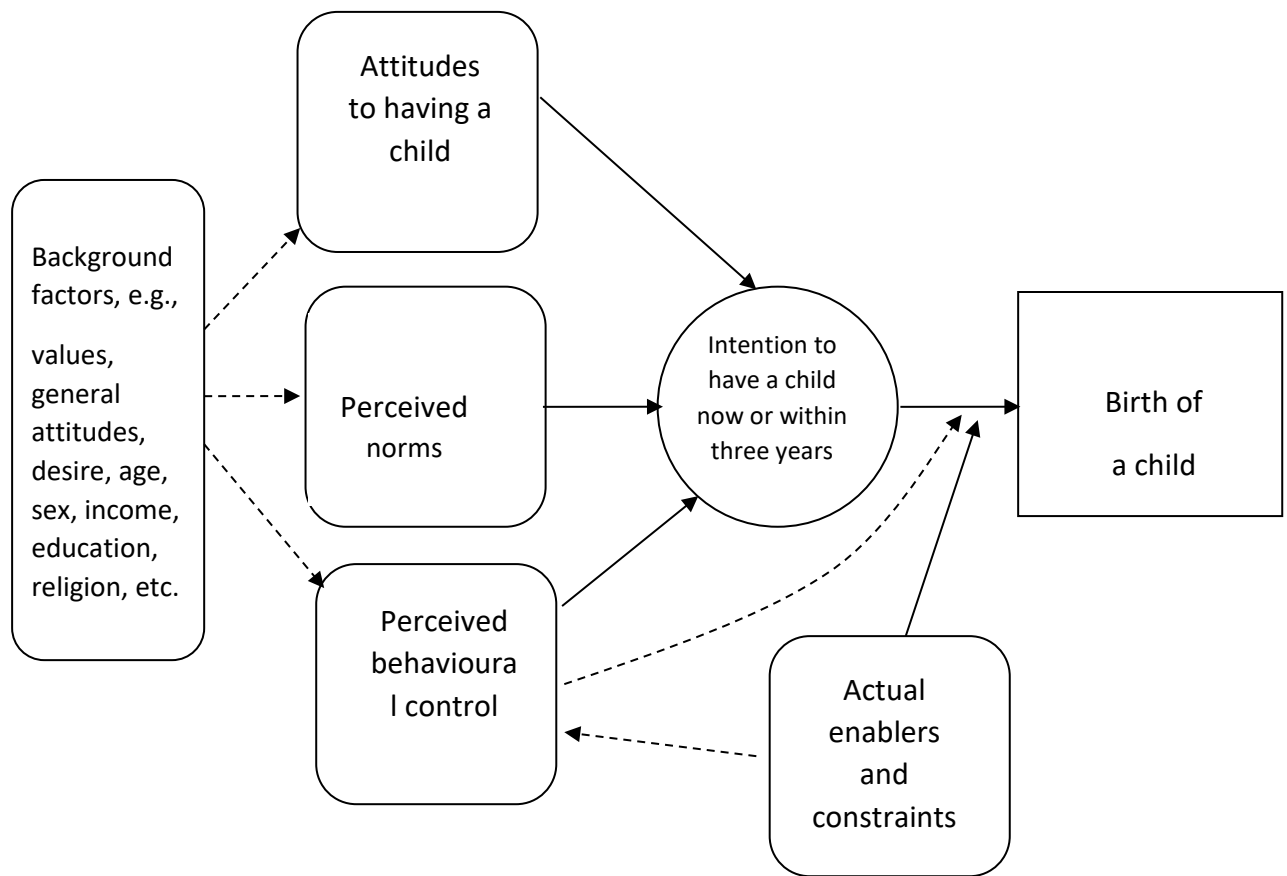 Attitudes
to having a
child
Background
factors, e.g.,
values,
general
attitudes,
desire, age,
sex, income,
education,
religion, etc.
Perceived
norms
Intention to
have a child
now or within
three years
Birth of
a child
Perceived
behavioura
l control
Actual
enablers
and
constraints